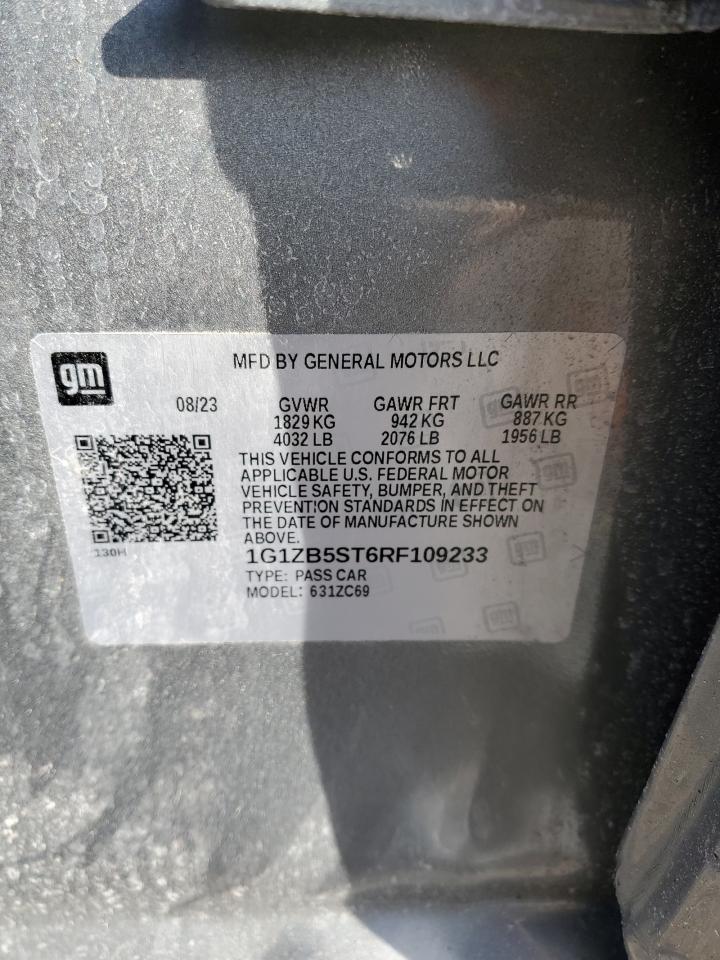 gm
MFD BY GENERAL MOTORS LLC
08/23 GVWR GAWR FRT GAWR RR
1829 KG 942 KG 887 KG
4032 LB 2076 LB 1956 LB
THIS VEHICLE CONFORMS TO ALL
APPLICABLE U.S. FEDERAL MOTOR
VEHICLE SAFETY, BUMPER, AND THEFT
PREVENTION STANDARDS IN EFFECT ON
THE DATE OF MANUFACTURE SHOWN
ABOVE.
130H
1G1ZB5ST6RF109233
TYPE: PASS CAR
MODEL: 631ZC69